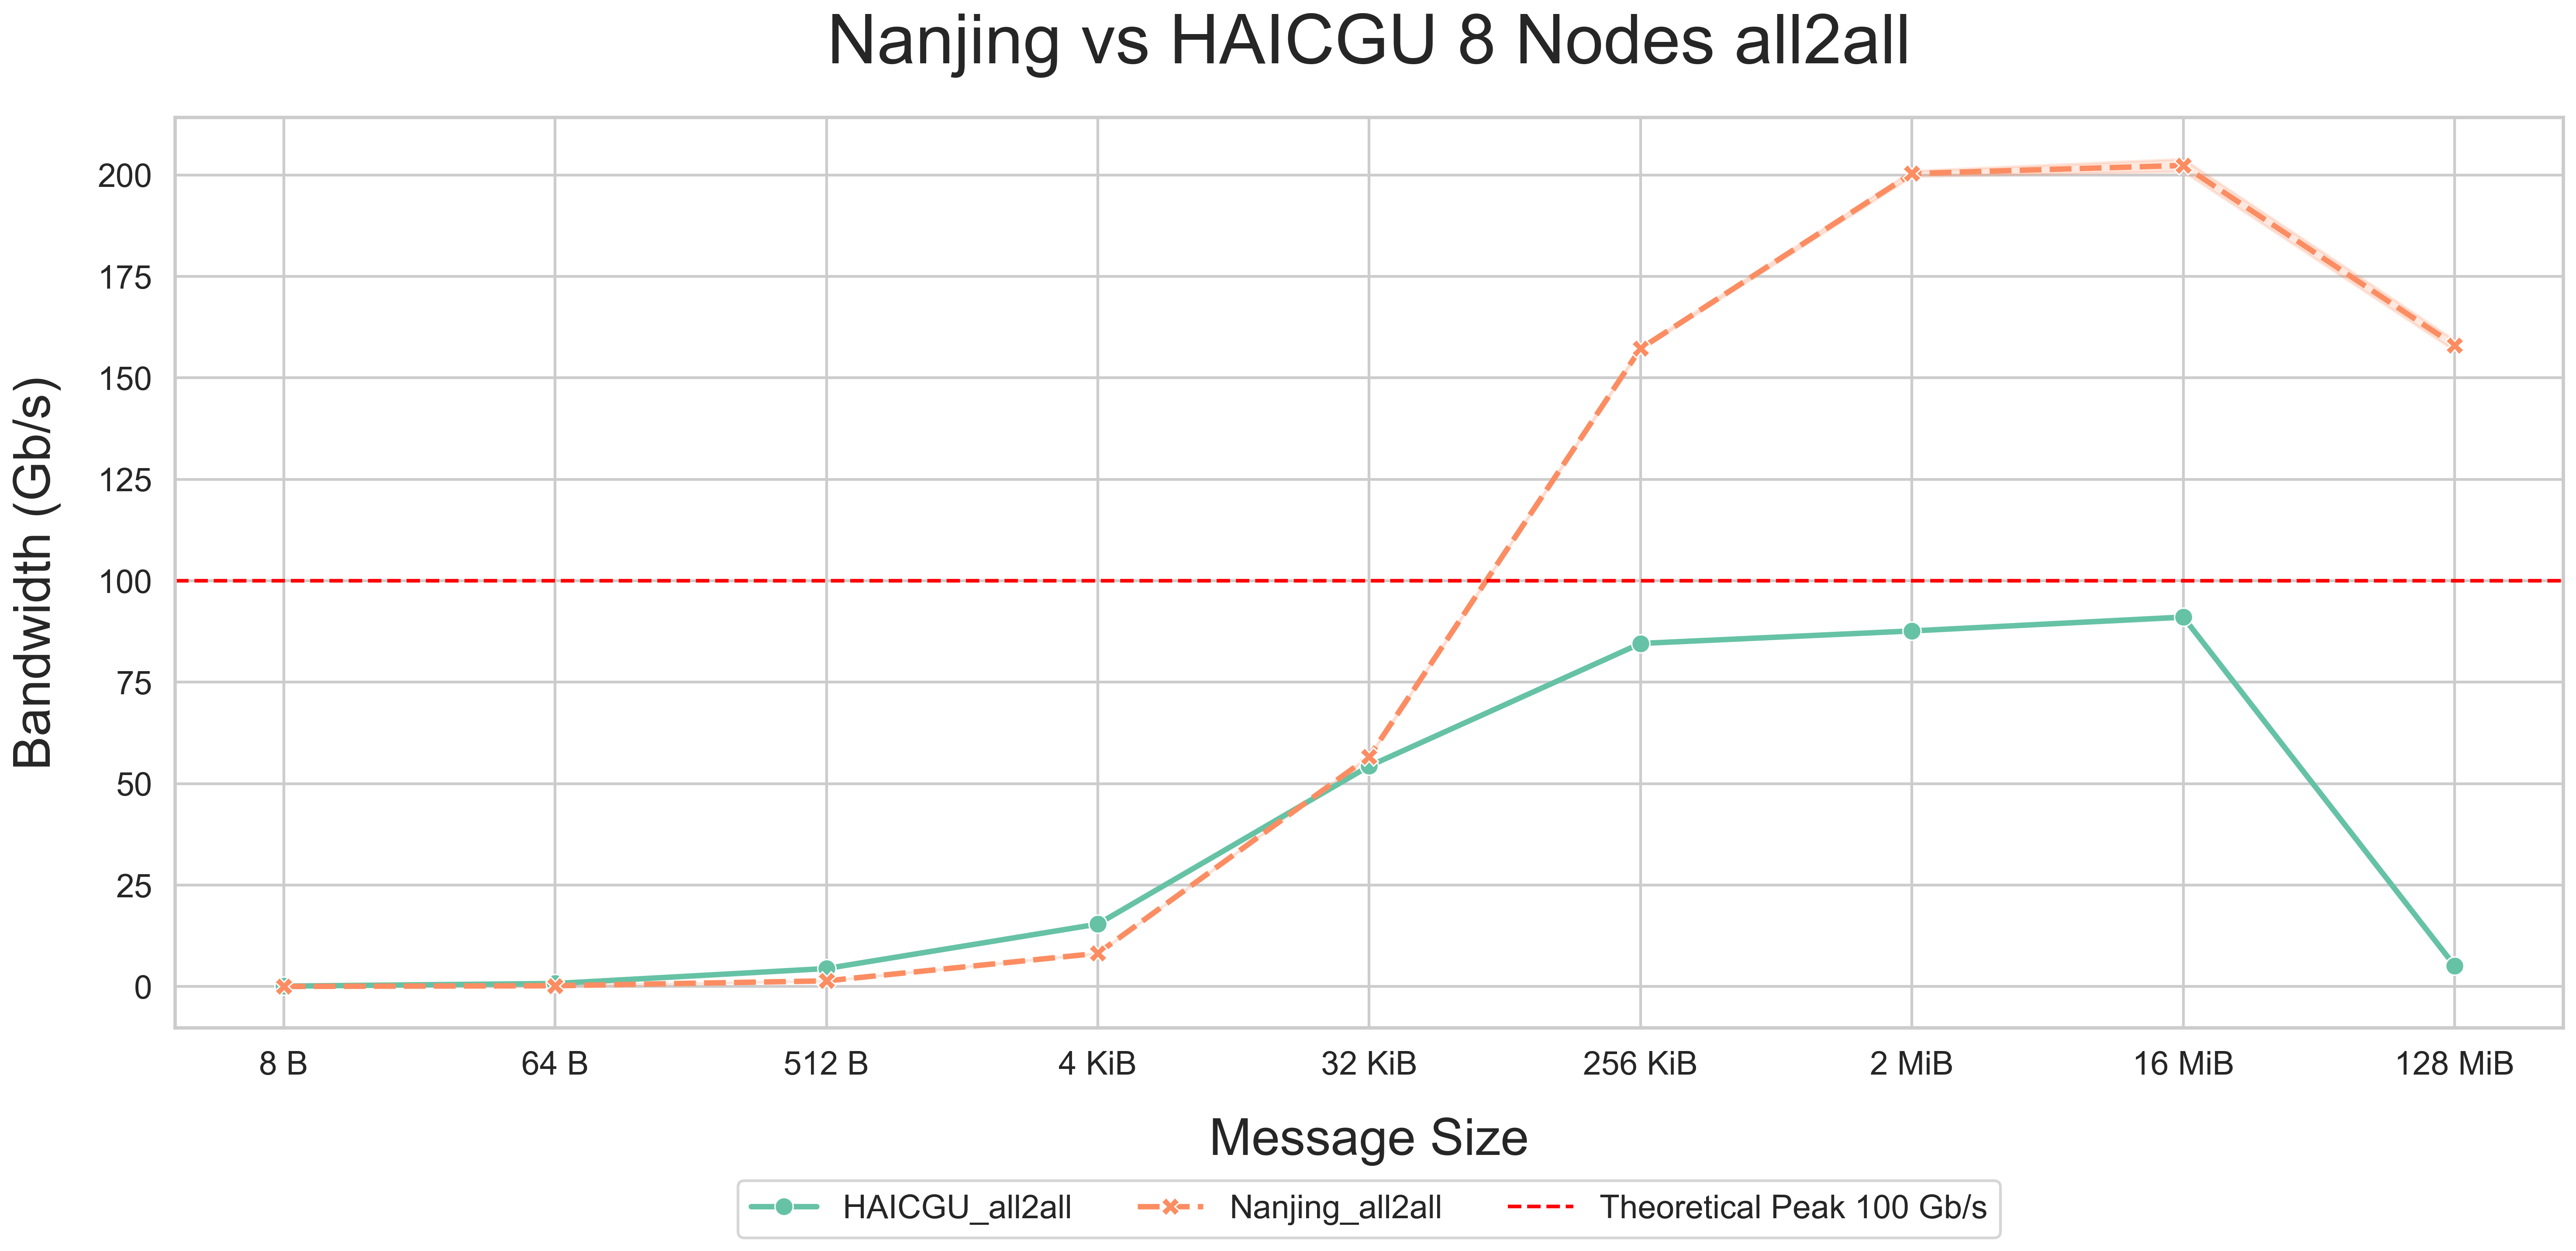 Nanjing vs HAICGU 8 Nodes all2all
Bandwidth (Gb/s)
200
175
150
125
100
75
50
25
0
8 B 64 B 512 B 4 KiB 32 KiB 256 KiB 2 MiB 16 MiB 128 MiB
Message Size
HAICGU_all2all Nanjing_all2all Theoretical Peak 100 Gb/s